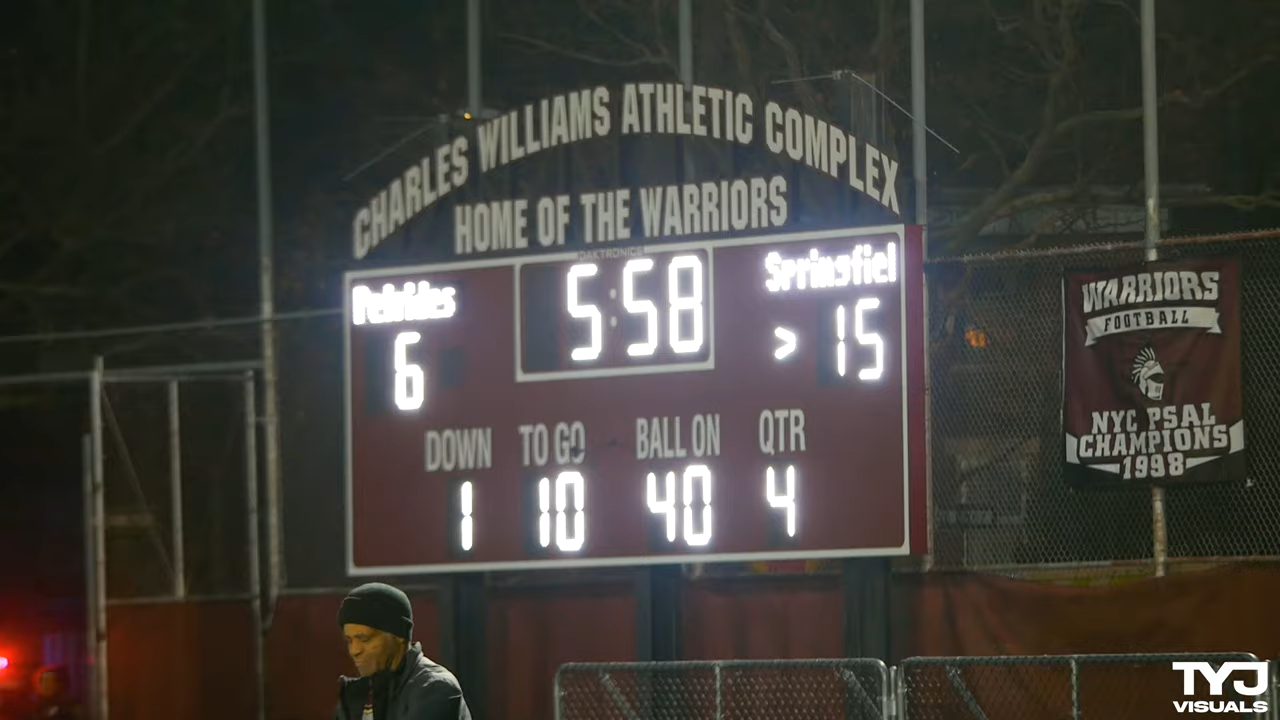 CHARLES WILLIAMS ATHLETIC COMPLEX
HOME OF THE WARRIORS
DAKTRONICS
5:58
Springfiel
6
> 15
DOWN TO GO BALL ON QTR
1 10 40 4
WARRIORS
FOOTBALL
NYC PSAL
CHAMPIONS
1998
TYJ
VISUALS